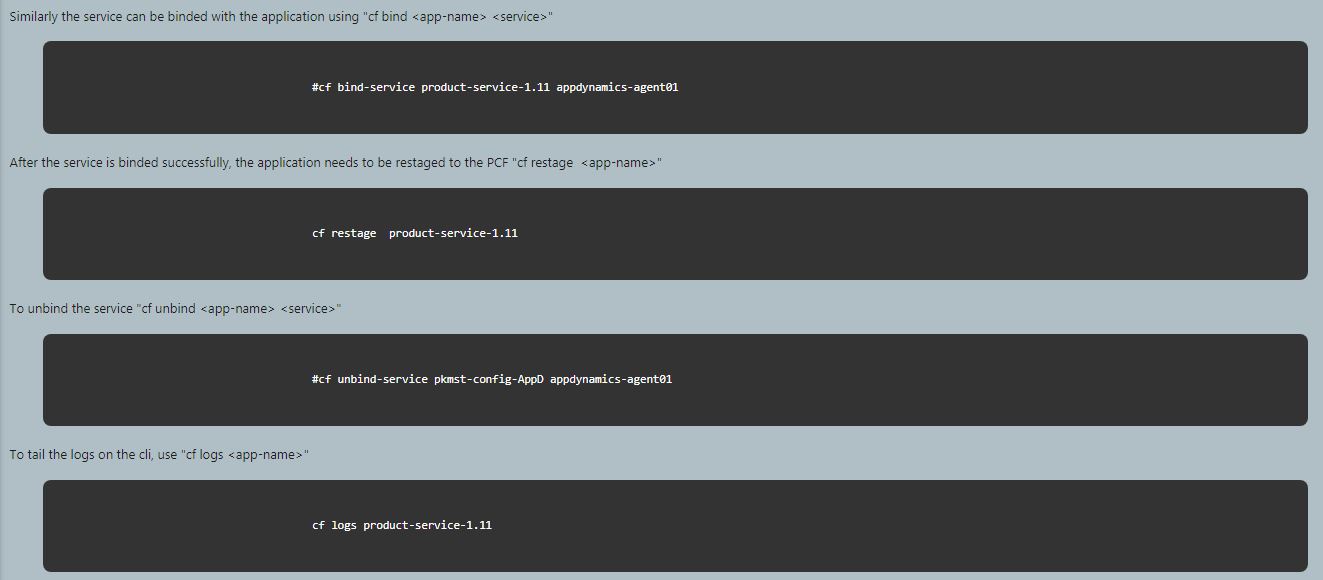 Similarly the service can be binded with the application using "cf bind <app-name> <service>"
#cf bind-service product-service-1.11 appdynamics-agent01
After the service is binded successfully, the application needs to be restaged to the PCF "cf restage  <app-name>"
cf restage  product-service-1.11
To unbind the service "cf unbind <app-name> <service>"
#cf unbind-service pkmst-config-AppD appdynamics-agent01
To tail the logs on the cli, use "cf logs <app-name>"
cf logs product-service-1.11